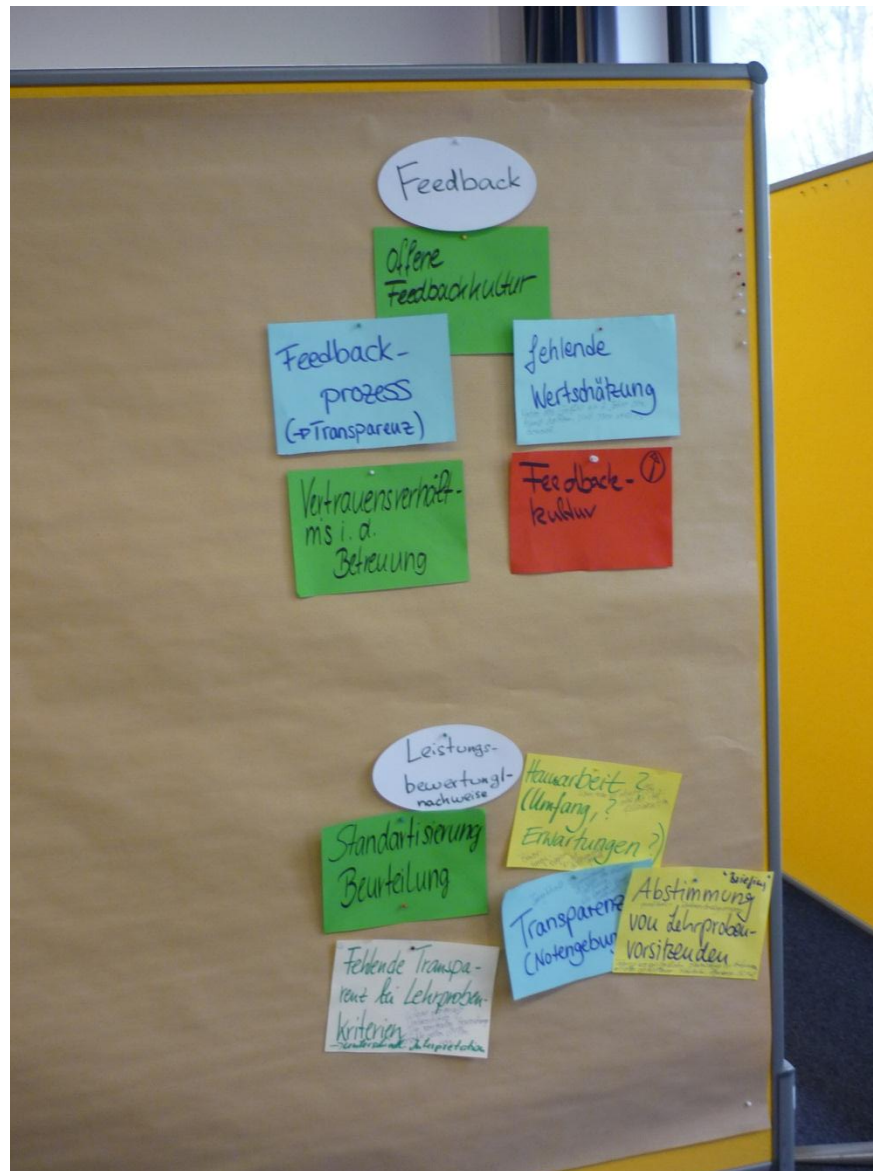 Feedback
Offene
Feedbackkultur
Feedback-
prozess
(→Transparenz)
fehlende
Wertschätzung
Vertrauensverhält-
nis i. d.
Betreuung
Feedback-
kultur
Leistungs-
bewertung/-
nachweise
Hausarbeit?
(Umfang,?
Erwartungen?)
Standartisierung
Beurteilung
Transparenz
(Notengebung
"Briefing"
Abstimmung
von Lehrproben-
vorsitzenden
Fehlende Transpa-
renz bei Lehrproben-
kriterien
Interpretation